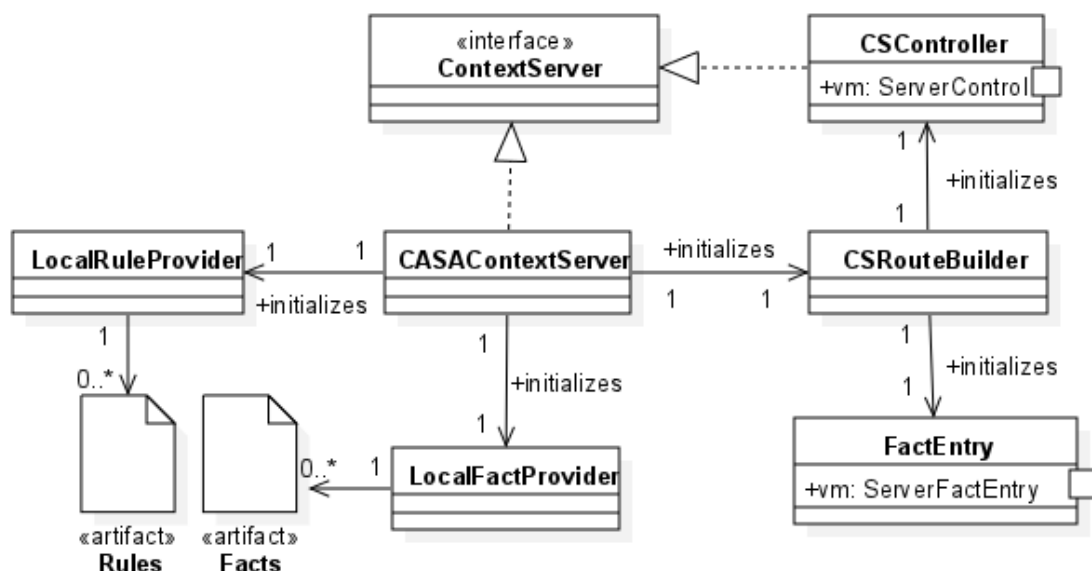 «interface»
ContextServer
CSController
+vm: ServerControl
1
+initializes
1
LocalRuleProvider
1
1
+initializes
CASAContextServer
+initializes
1
1
CSRouteBuilder
1
0..*
1
+initializes
1
1
+initializes
1
«artifact»
Rules
«artifact»
Facts
0..*
1
LocalFactProvider
FactEntry
+vm: ServerFactEntry